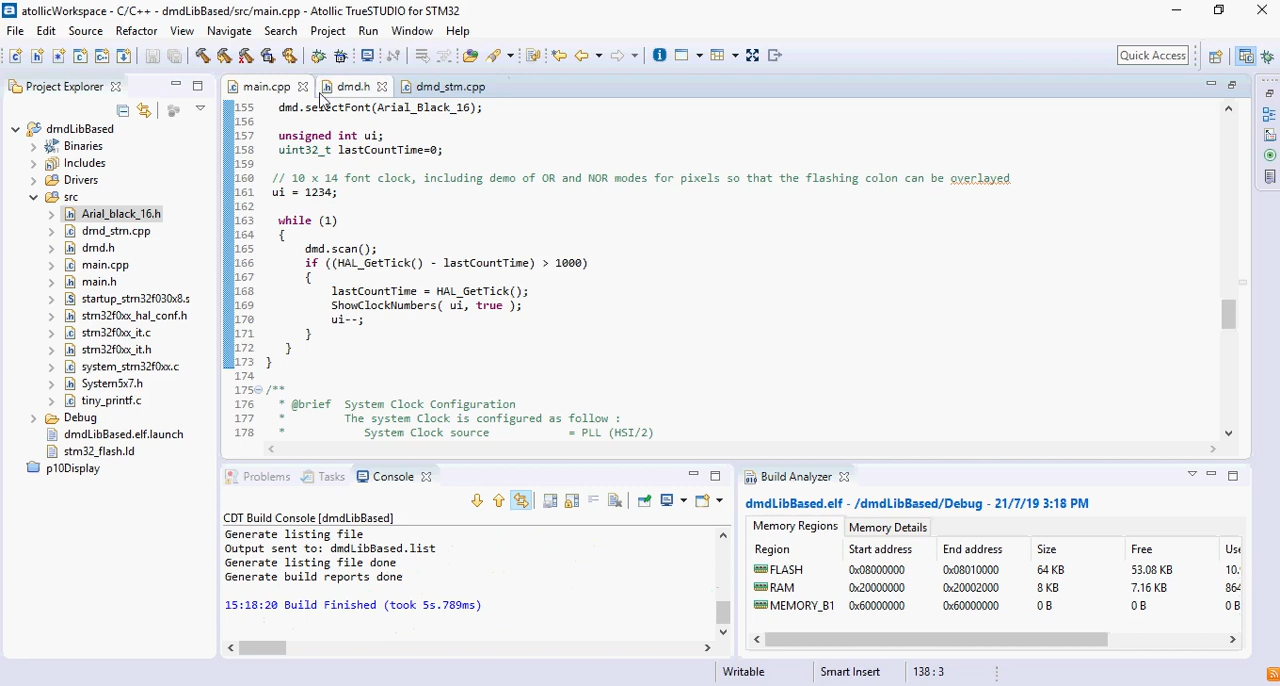 atollicWorkspace - C/C++ - dmdLibBased/src/main.cpp - Atollic TrueSTUDIO for STM32
File Edit Source Refactor View Navigate Search Project Run Window Help
Quick Access
Project Explorer
dmdLibBased
Binaries
Includes
Drivers
src
Arial_black_16.h
dmd_stm.cpp
dmd.h
main.cpp
main.h
startup_stm32f030x8.s
stm32f0xx_hal_conf.h
stm32f0xx_it.c
stm32f0xx_it.h
system_stm32f0xx.c
System5x7.h
tiny_printf.c
Debug
dmdLibBased.elf.launch
stm32_flash.ld
p10Display
main.cpp dmd.h dmd_stm.cpp
155 dmd.selectFont(Arial_Black_16);
156
157 unsigned int ui;
158 uint32_t lastCountTime=0;
159
160 // 10 x 14 font clock, including demo of OR and NOR modes for pixels so that the flashing colon can be overlayed
161 ui = 1234;
162
163 while (1)
164 {
165 dmd.scan();
166 if ((HAL_GetTick() - lastCountTime) > 1000)
167 {
168 lastCountTime = HAL_GetTick();
169 ShowClockNumbers( ui, true );
170 ui--;
171 }
172 }
173 }
174
175 /**
176 * @brief System Clock Configuration
177 * The system Clock is configured as follow :
178 * System Clock source = PLL (HSI/2)
Problems Tasks Console
CDT Build Console [dmdLibBased]
Generate listing file
Output sent to: dmdLibBased.list
Generate listing file done
Generate build reports done
15:18:20 Build Finished (took 5s.789ms)
Build Analyzer
dmdLibBased.elf - /dmdLibBased/Debug - 21/7/19 3:18 PM
Memory Regions Memory Details
Region Start address End address Size Free
FLASH 0x08000000 0x08010000 64 KB 53.08 KB 10.
RAM 0x20000000 0x20002000 8 KB 7.16 KB 864
MEMORY_B1 0x60000000 0x60000000 0 B 0 B 0 B
Writable Smart Insert 138 : 3